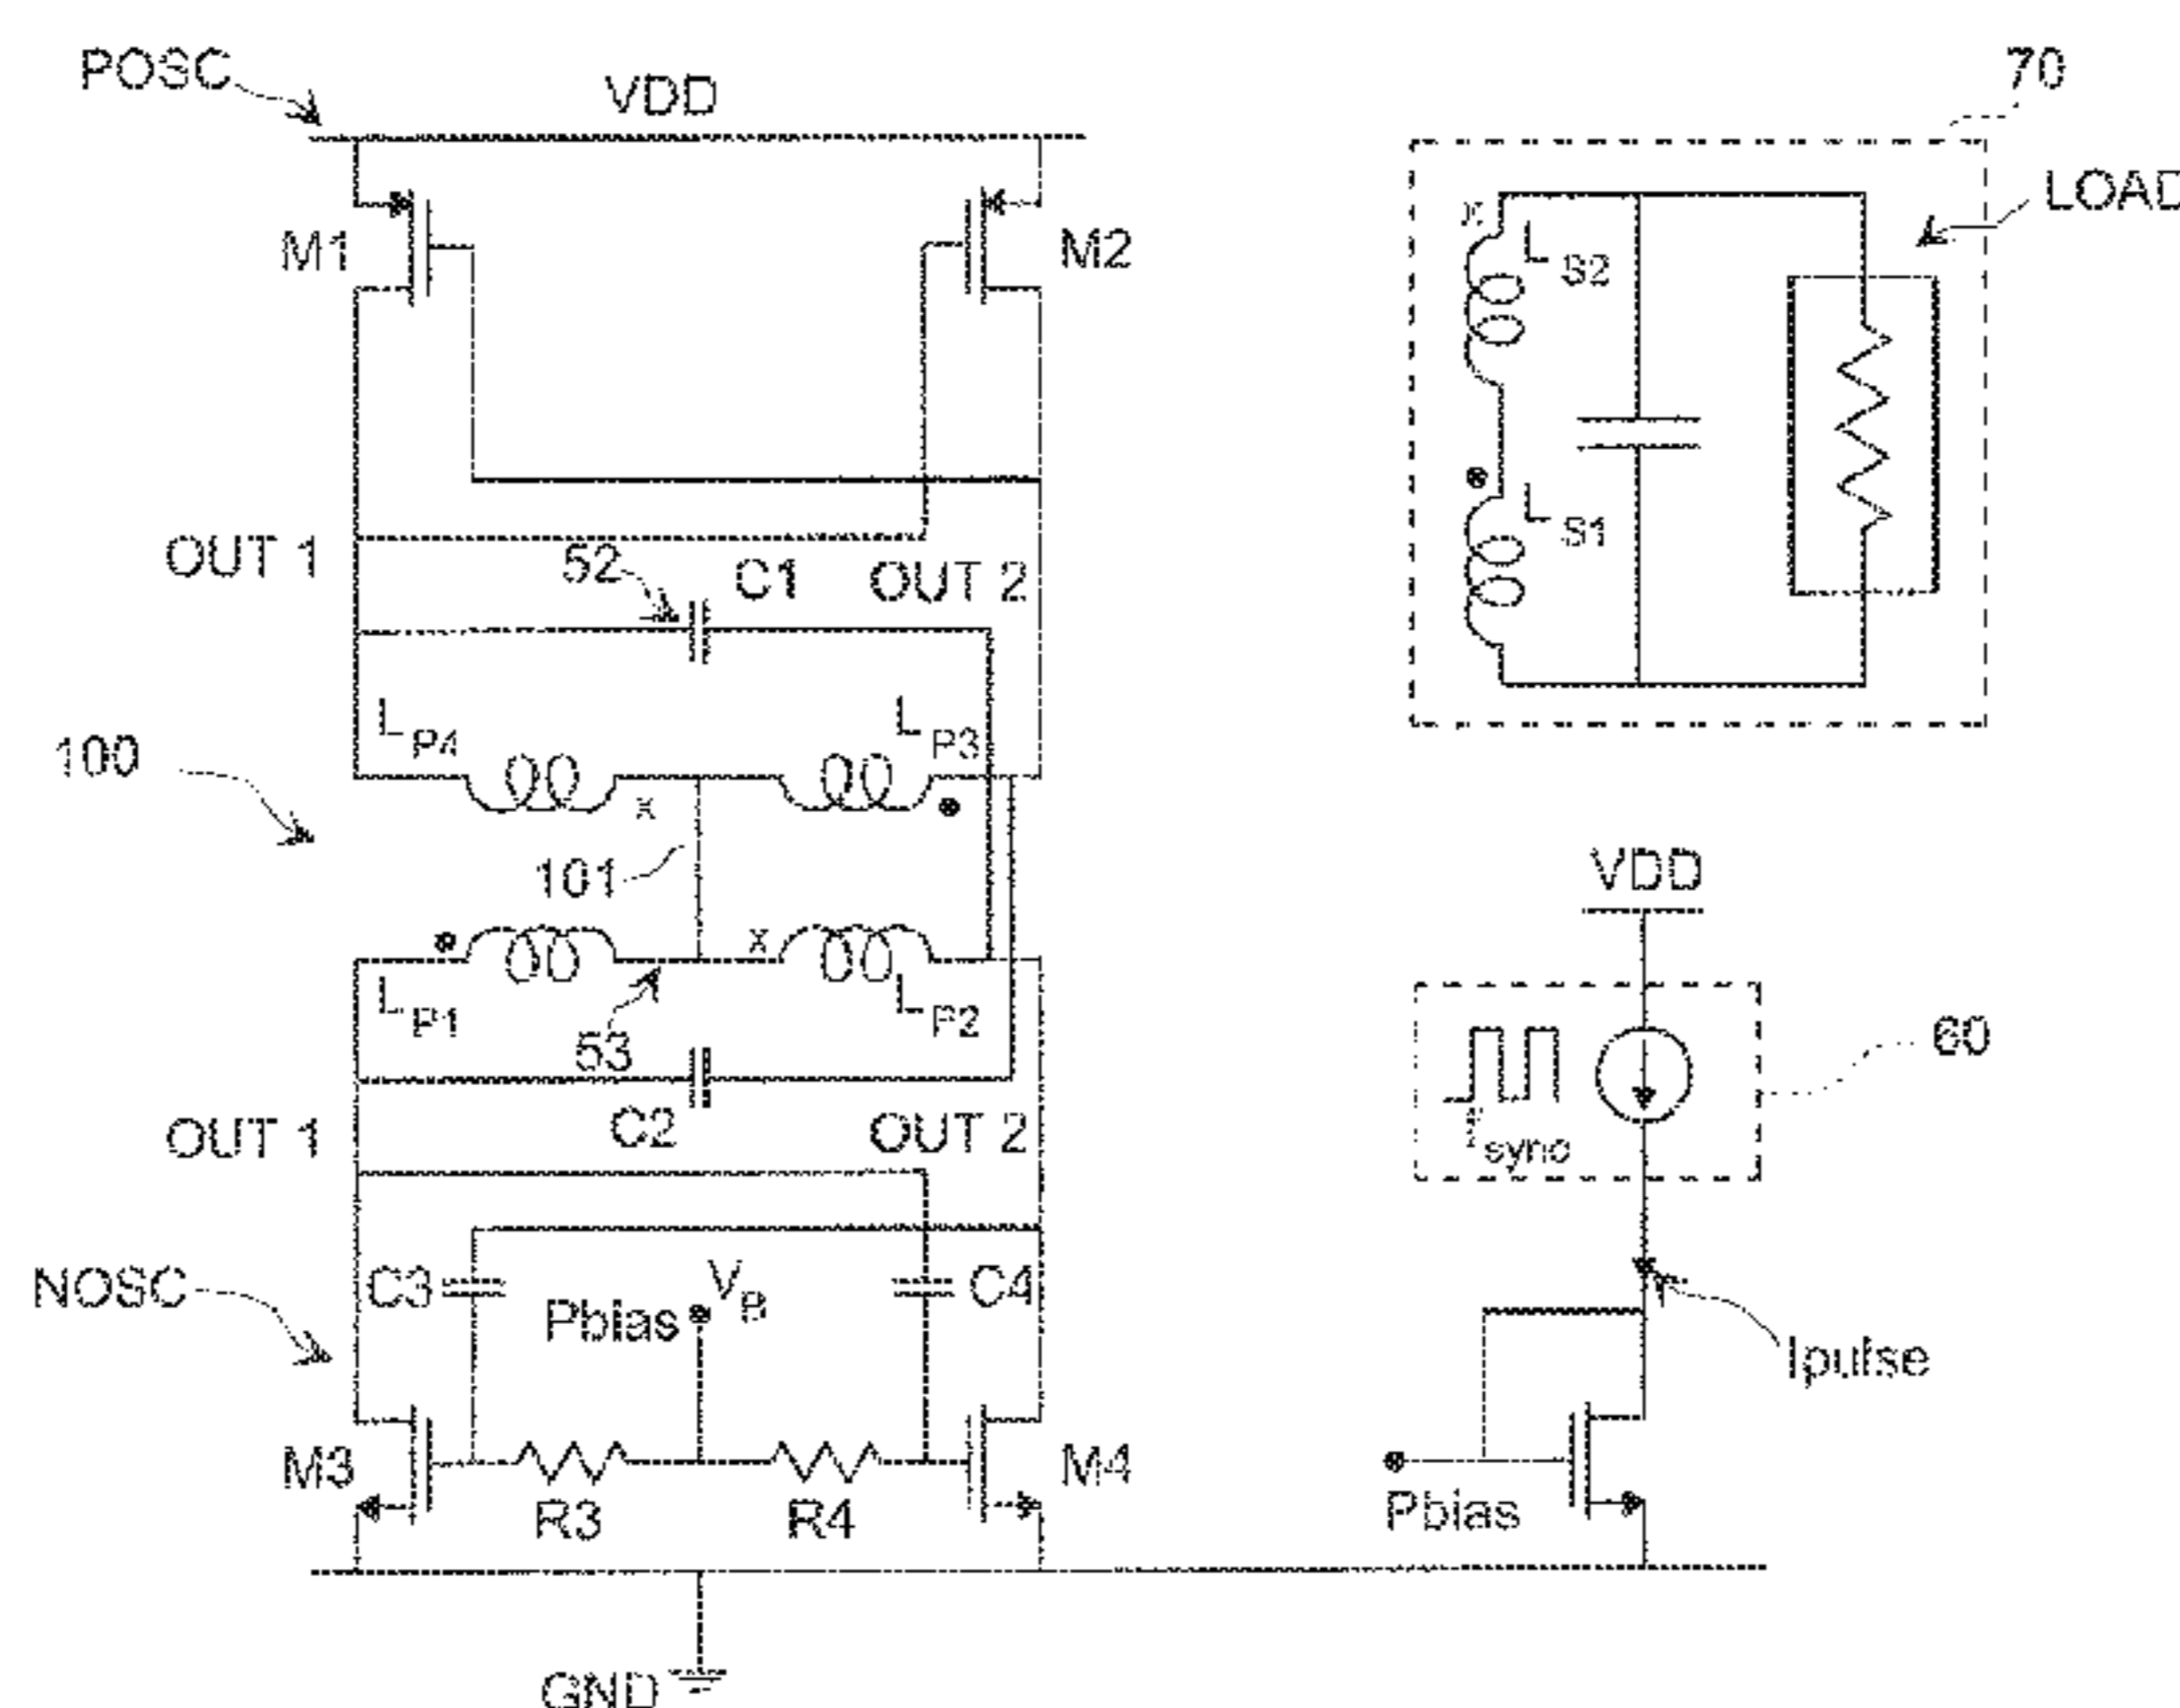 POSC
VDD
70
LOAD
M1
M2
x
L S2
L S1
OUT 1
52
C1
OUT 2
L P4
L P3
100
x
101
x
L P1
L P2
53
VDD
60
f sync
OUT 1
C2
OUT 2
NOSC
C3
Pbias
V B
C4
Ipulse
M3
R3
R4
M4
Pbias
GND